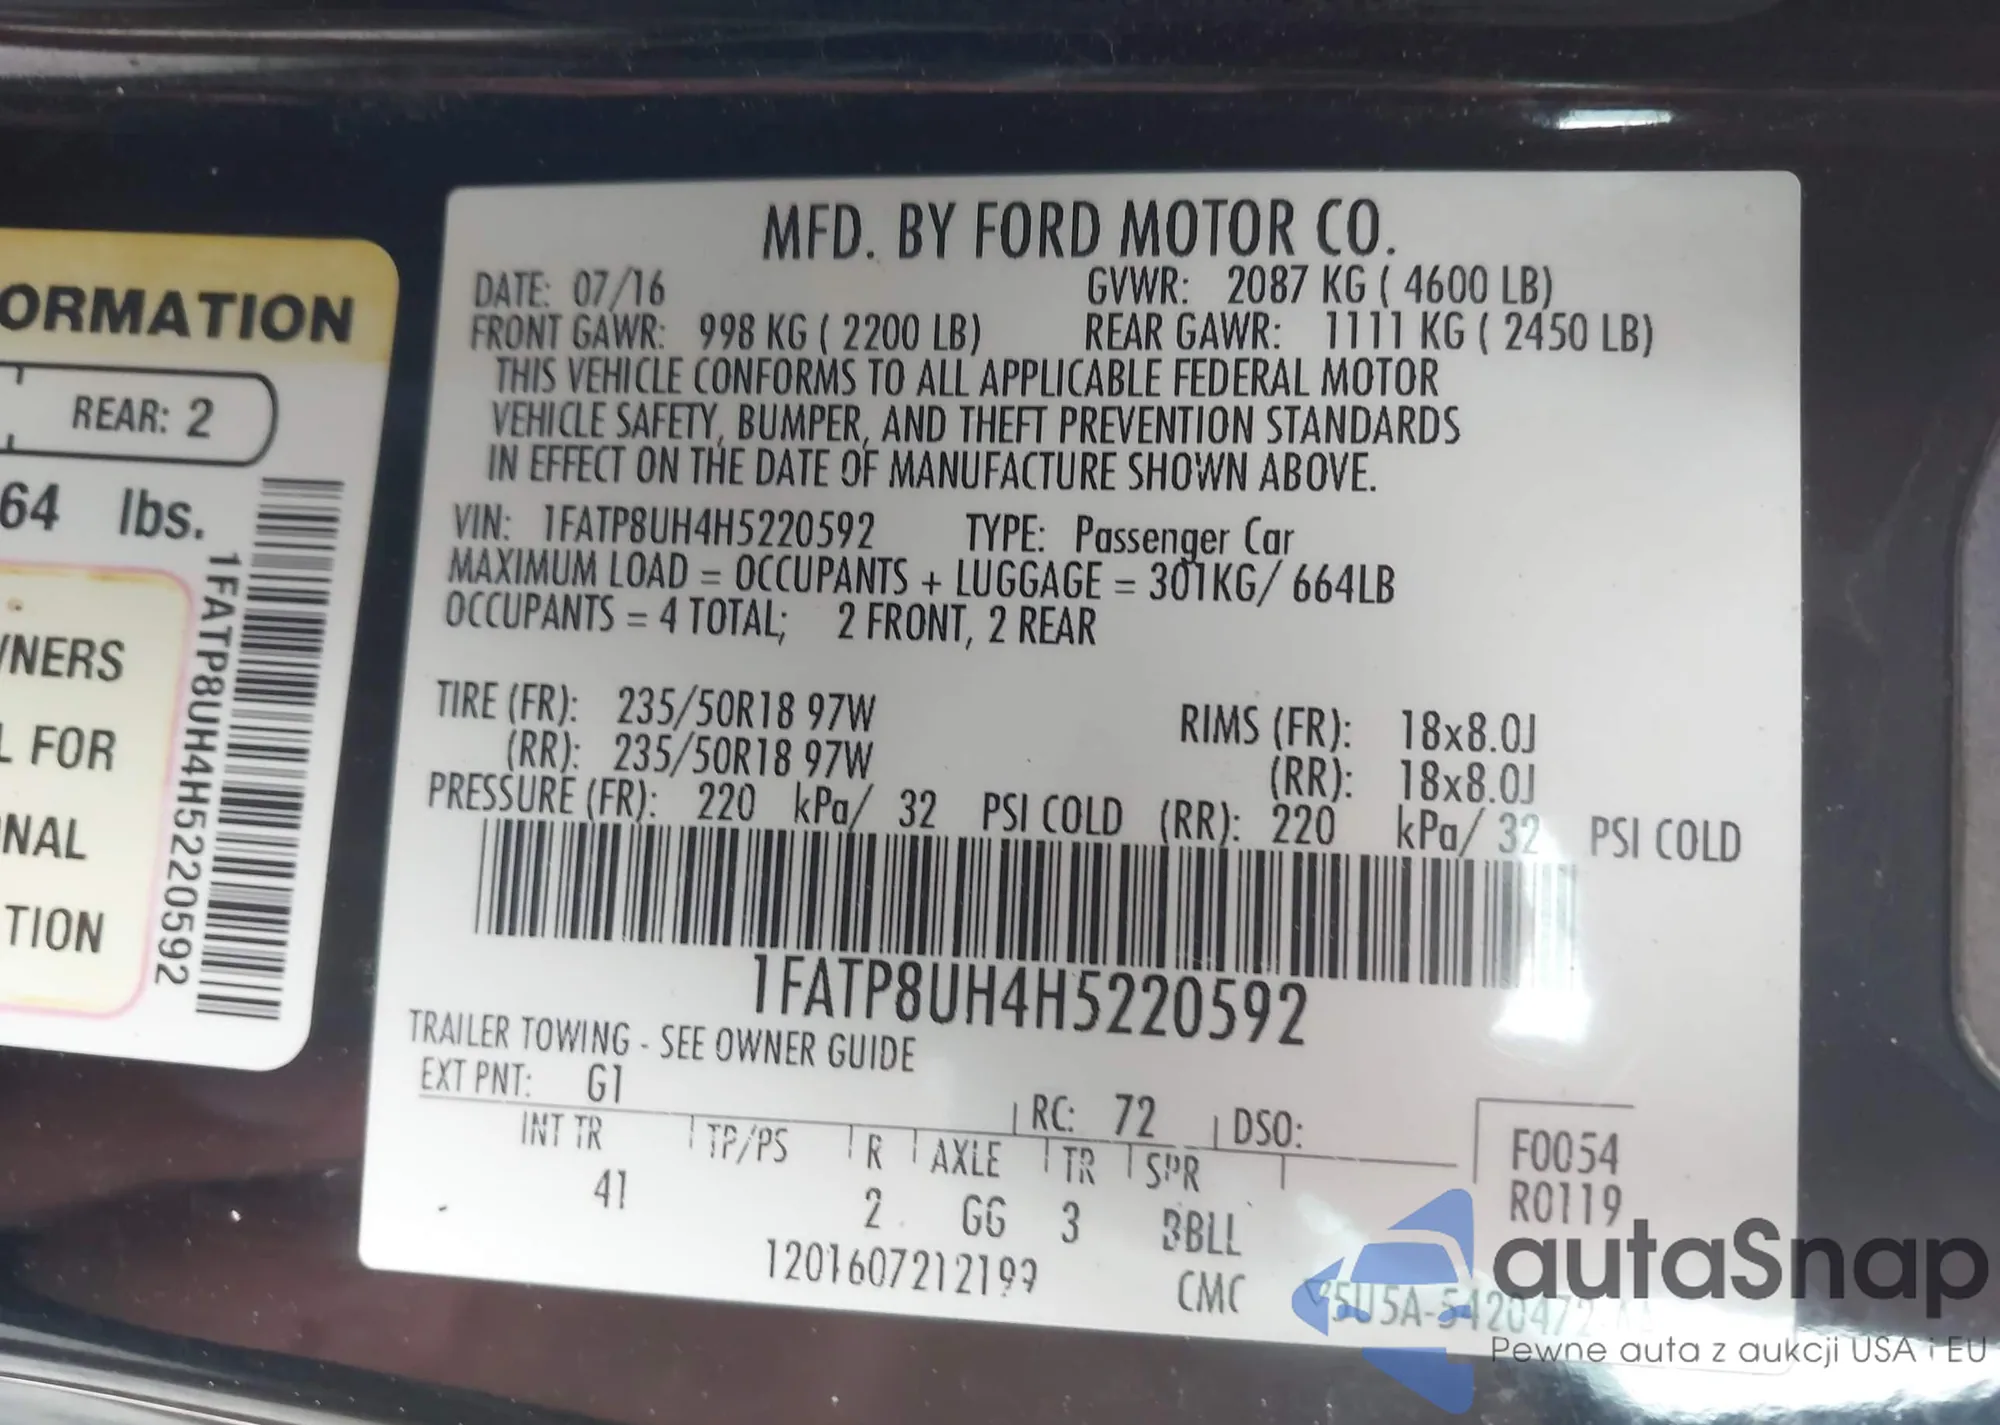 ORMATION
REAR: 2
64 lbs.
NERS
L FOR
NAL
TION
1FATP8UH4H5220592
MFD. BY FORD MOTOR CO.
DATE: 07/16 GVWR: 2087 KG ( 4600 LB)
FRONT GAWR: 998 KG ( 2200 LB) REAR GAWR: 1111 KG ( 2450 LB)
THIS VEHICLE CONFORMS TO ALL APPLICABLE FEDERAL MOTOR
VEHICLE SAFETY, BUMPER, AND THEFT PREVENTION STANDARDS
IN EFFECT ON THE DATE OF MANUFACTURE SHOWN ABOVE.
VIN: 1FATP8UH4H5220592 TYPE: Passenger Car
MAXIMUM LOAD = OCCUPANTS + LUGGAGE = 301KG/ 664LB
OCCUPANTS = 4 TOTAL; 2 FRONT, 2 REAR
TIRE (FR): 235/50R18 97W RIMS (FR): 18x8.0J
(RR): 235/50R18 97W (RR): 18x8.0J
PRESSURE (FR): 220 kPa/ 32 PSI COLD (RR): 220 kPa/ 32 PSI COLD
1FATP8UH4H5220592
TRAILER TOWING - SEE OWNER GUIDE
EXT PNT: G1 RC: 72 DSO:
INT TR TP/PS R AXLE TR SPR
41 2 GG 3 BBLL
F0054
R0119
1201607212199 CMC
autaSnap
Pewne auta z aukcji USA i EU